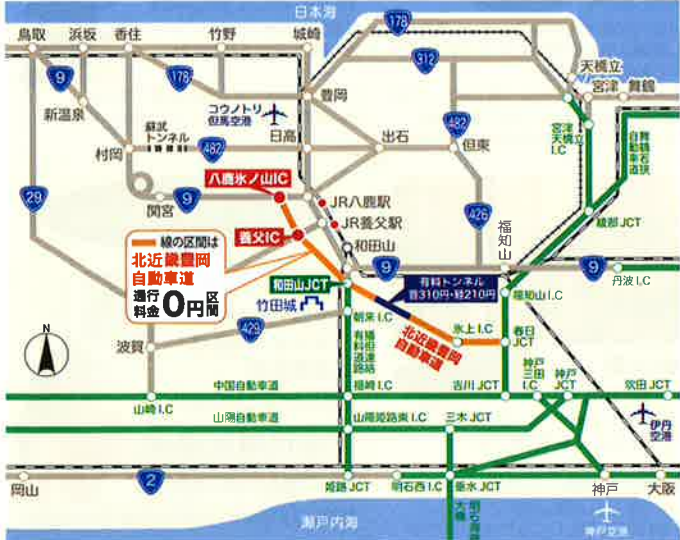 日本海
鳥取
浜坂
香住
竹野
城崎
178
312
天橋立
宮津
舞鶴
9
178
新温泉
コウノトリ
但馬空港
豊岡
宮津
天橋立
I.C
舞鶴若狭
自動車道
蘇武
トンネル
日高
482
出石
482
但東
村岡
29
関宮
9
八鹿氷ノ山IC
JR八鹿駅
426
綾部JCT
養父IC
JR養父駅
和田山
福知山
線の区間は
北近畿豊岡
自動車道
通行
料金
0円
区間
和田山JCT
9
9
丹波I.C
有料トンネル
普310円・軽210円
福知山I.C
竹田城
朝来I.C
429
波賀
N
播但連絡
有料道路
北近畿豊岡
自動車道
氷上I.C
春日
JCT
神戸
三田
I.C
神戸
JCT
中国自動車道
福崎I.C
吉川JCT
吹田JCT
山崎I.C
山陽自動車道
山陽姫路東I.C
三木JCT
伊丹
空港
2
岡山
姫路JCT
明石西I.C
垂水JCT
神戸
大阪
瀬戸内海
神戸空港